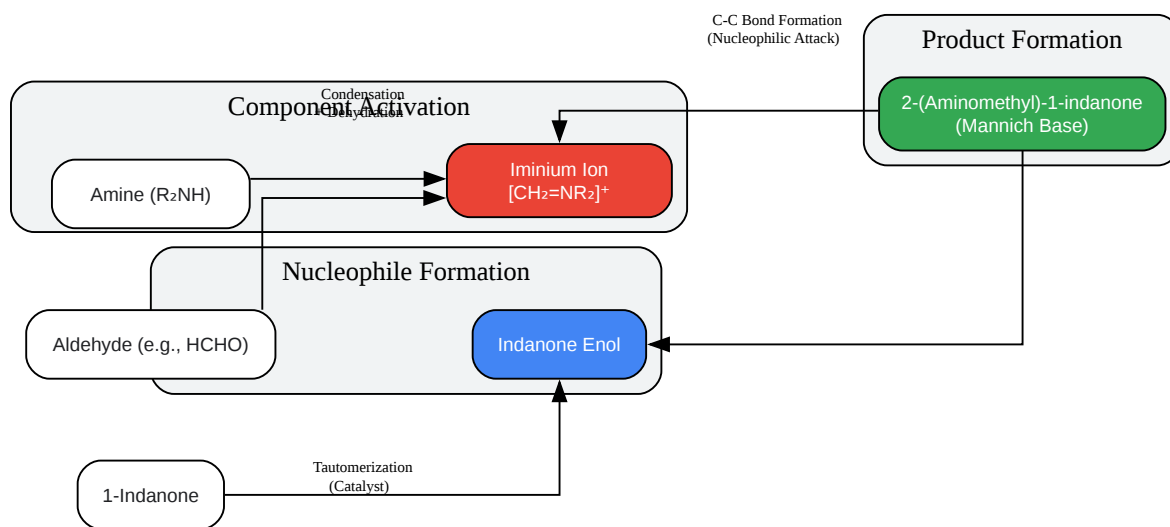 C-C Bond Formation
(Nucleophilic Attack)
Product Formation
2-(Aminomethyl)-1-indanone
(Mannich Base)
Component Activation
Condensation
+ Dehydration
Iminium Ion
[CH₂=NR₂]⁺
Amine (R₂NH)
Nucleophile Formation
Aldehyde (e.g., HCHO)
Indanone Enol
Tautomerization
(Catalyst)
1-Indanone